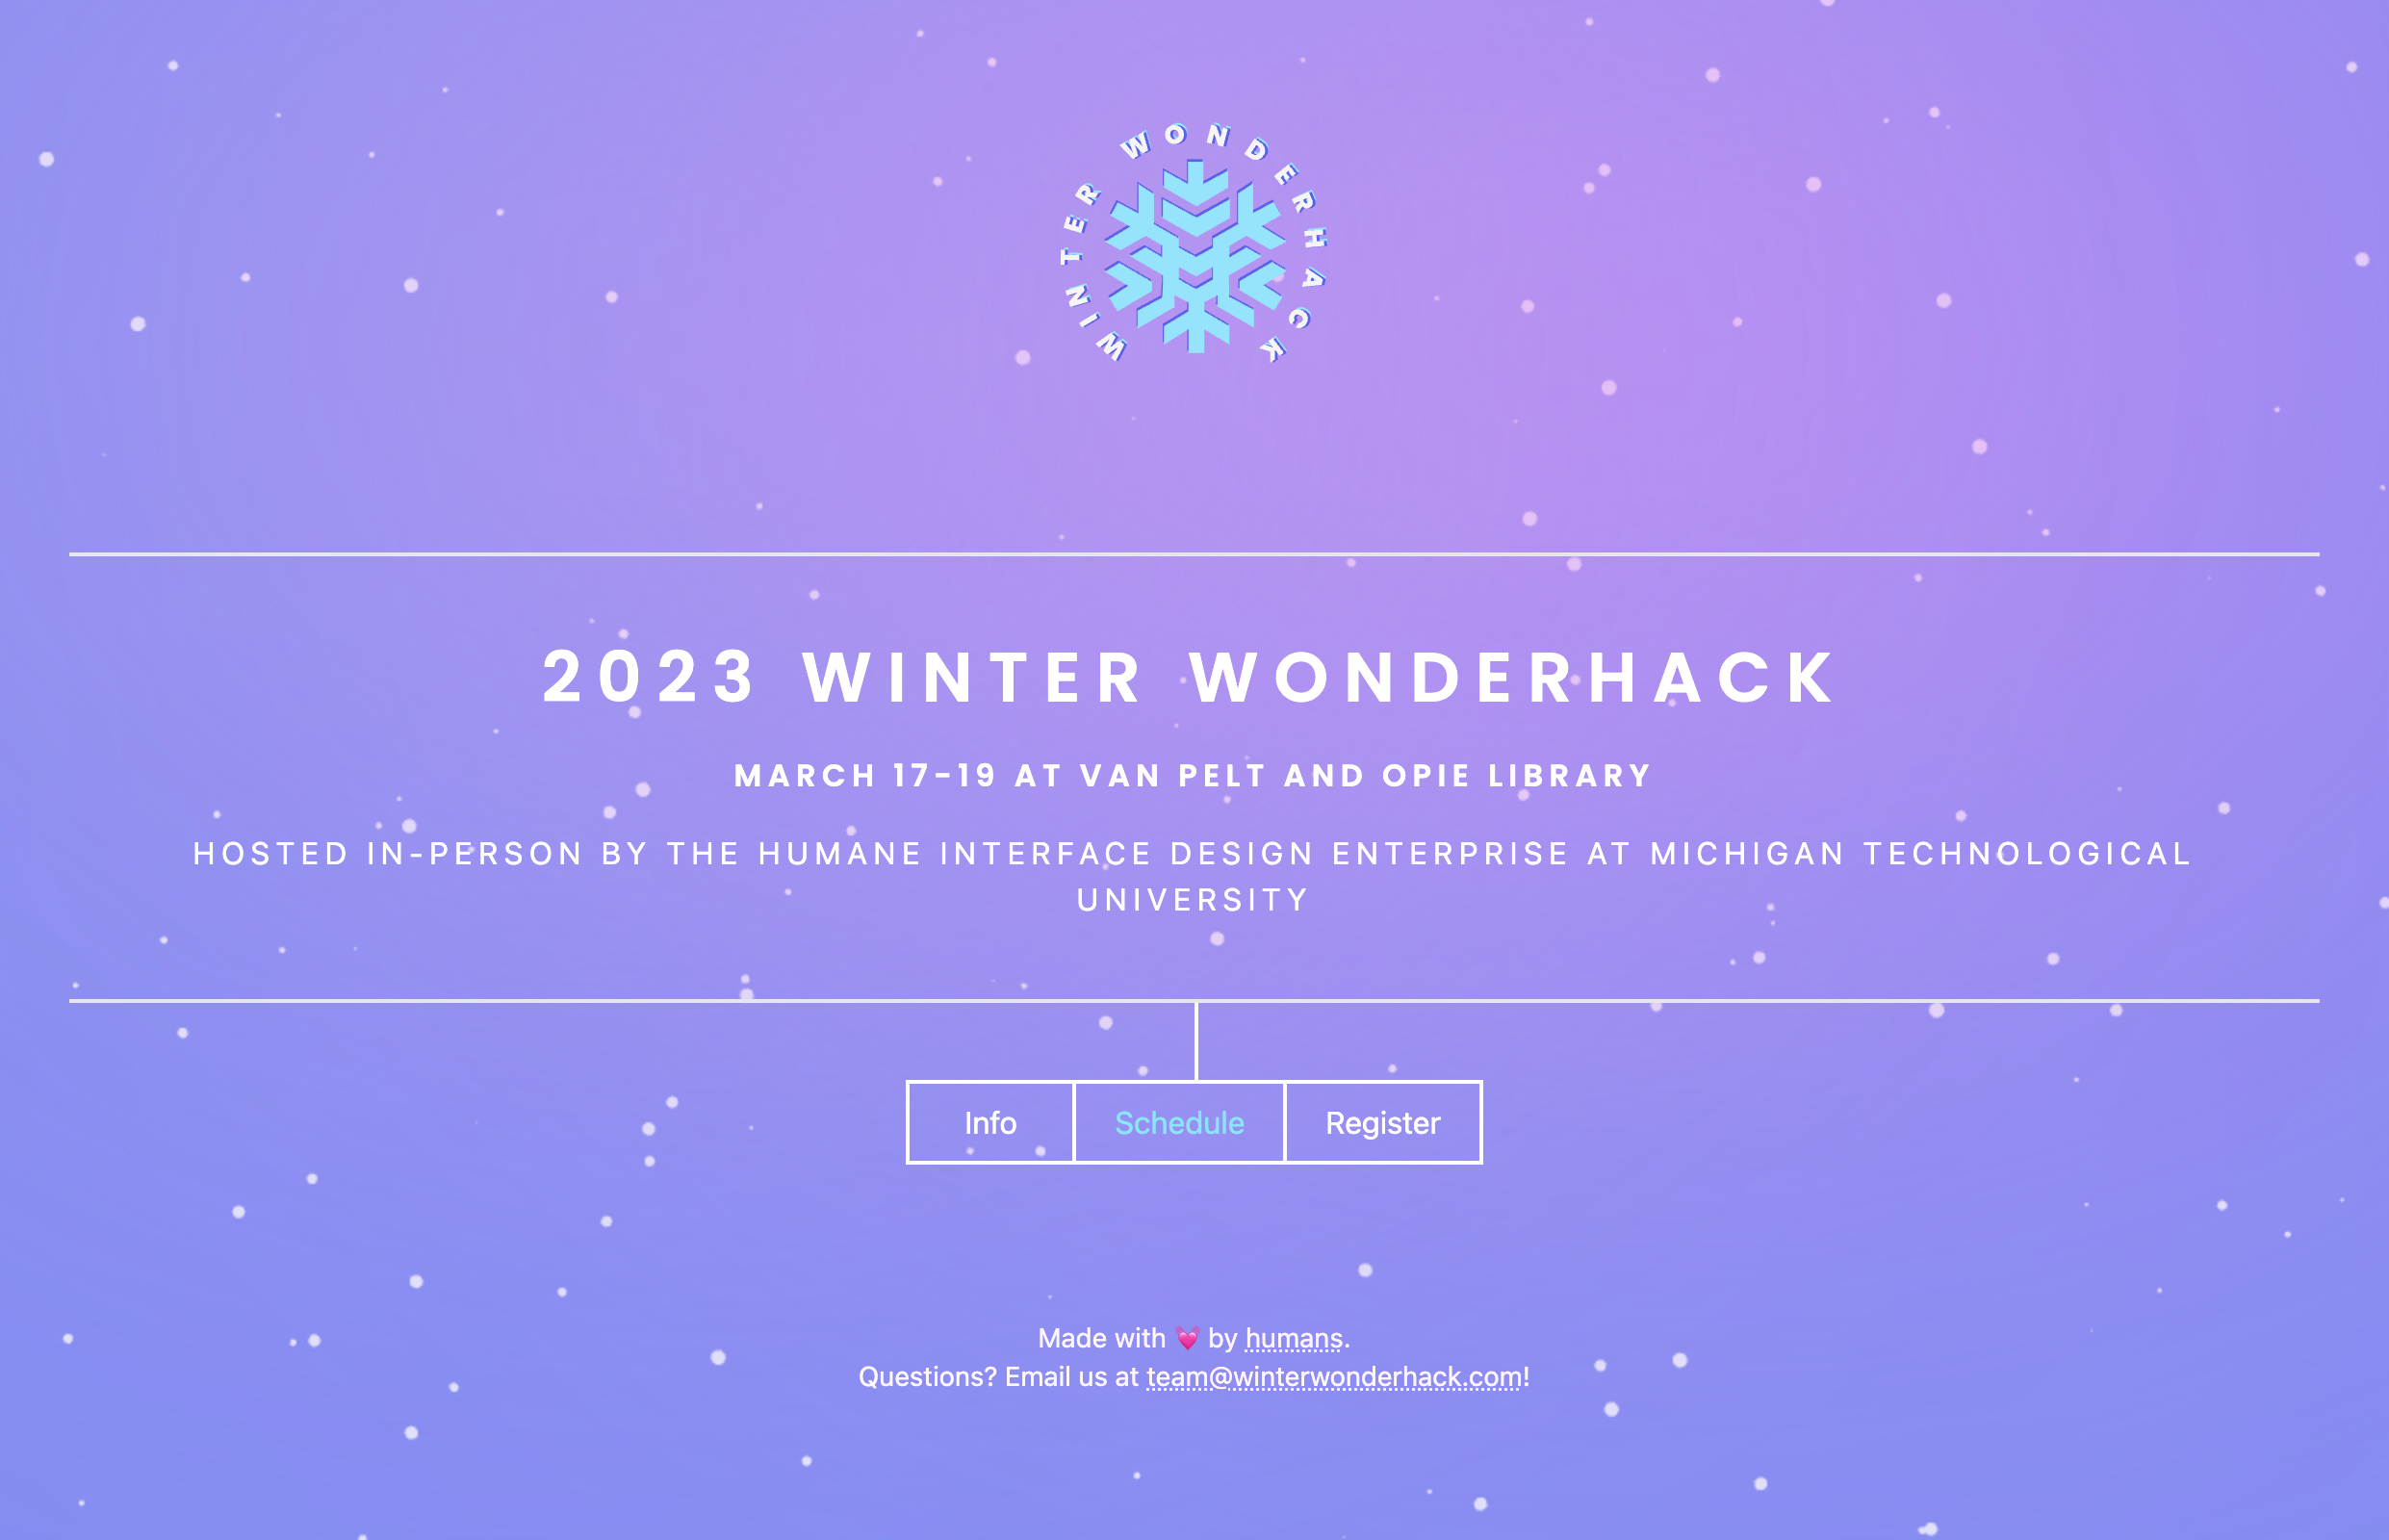 WINTER WONDERHACK
2023 WINTER WONDERHACK
MARCH 17-19 AT VAN PELT AND OPIE LIBRARY
HOSTED IN-PERSON BY THE HUMANE INTERFACE DESIGN ENTERPRISE AT MICHIGAN TECHNOLOGICAL
UNIVERSITY
Info Schedule Register
Made with 💓 by humans.
Questions? Email us at team@winterwonderhack.com!